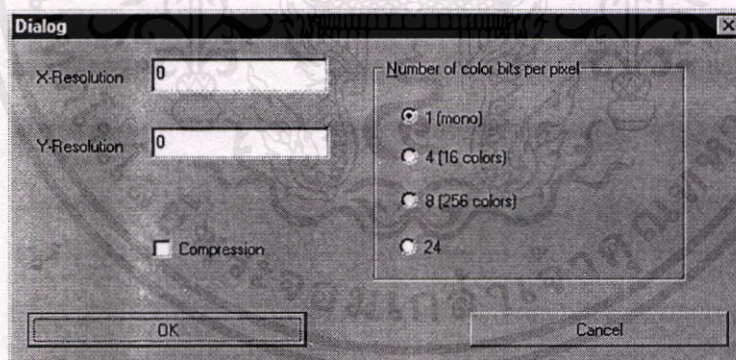 Dialog
X-Resolution 0
Y-Resolution 0
Compression
Number of color bits per pixel
1 (mono)
4 (16 colors)
8 (256 colors)
24
OK
Cancel